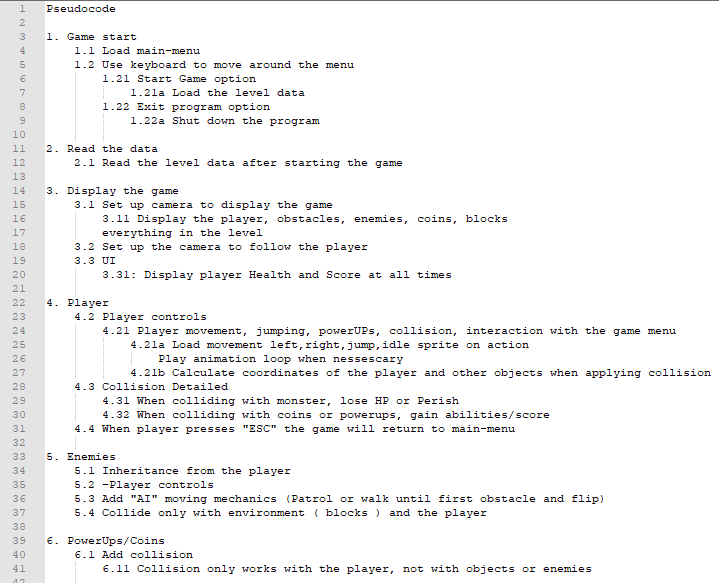 1 Pseudocode
2
3 1. Game start
4 1.1 Load main-menu
5 1.2 Use keyboard to move around the menu
6 1.21 Start Game option
7 1.21a Load the level data
8 1.22 Exit program option
9 1.22a Shut down the program
10
11 2. Read the data
12 2.1 Read the level data after starting the game
13
14 3. Display the game
15 3.1 Set up camera to display the game
16 3.11 Display the player, obstacles, enemies, coins, blocks
17 everything in the level
18 3.2 Set up the camera to follow the player
19 3.3 UI
20 3.31: Display player Health and Score at all times
21
22 4. Player
23 4.2 Player controls
24 4.21 Player movement, jumping, powerUPs, collision, interaction with the game menu
25 4.21a Load movement left,right,jump,idle sprite on action
26 Play animation loop when nessescary
27 4.21b Calculate coordinates of the player and other objects when applying collision
28 4.3 Collision Detailed
29 4.31 When colliding with monster, lose HP or Perish
30 4.32 When colliding with coins or powerups, gain abilities/score
31 4.4 When player presses "ESC" the game will return to main-menu
32
33 5. Enemies
34 5.1 Inheritance from the player
35 5.2 -Player controls
36 5.3 Add "AI" moving mechanics (Patrol or walk until first obstacle and flip)
37 5.4 Collide only with environment ( blocks ) and the player
38
39 6. PowerUps/Coins
40 6.1 Add collision
41 6.11 Collision only works with the player, not with objects or enemies
42